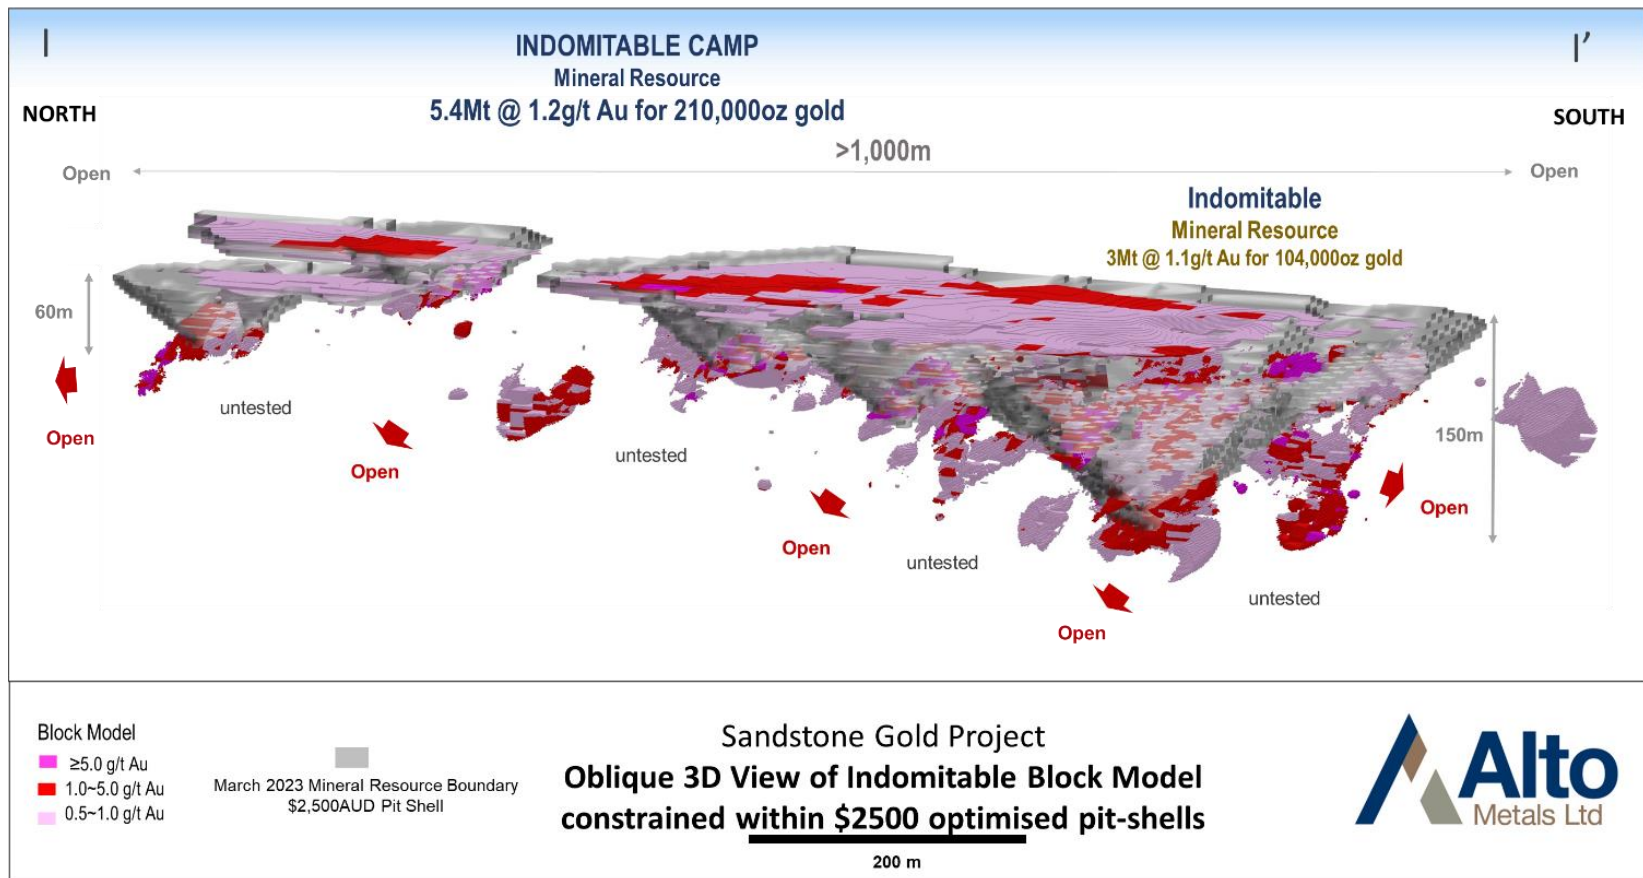 I
I’
INDOMITABLE CAMP
Mineral Resource
5.4Mt @ 1.2g/t Au for 210,000oz gold
NORTH
SOUTH
>1,000m
Open
Open
Indomitable
Mineral Resource
3Mt @ 1.1g/t Au for 104,000oz gold
60m
150m
untested
Open
Open
untested
Open
untested
Open
untested
Open
Block Model
≥5.0 g/t Au
1.0~5.0 g/t Au
0.5~1.0 g/t Au
March 2023 Mineral Resource Boundary
$2,500AUD Pit Shell
Sandstone Gold Project
Oblique 3D View of Indomitable Block Model
constrained within $2500 optimised pit-shells
200 m
Alto
Metals Ltd